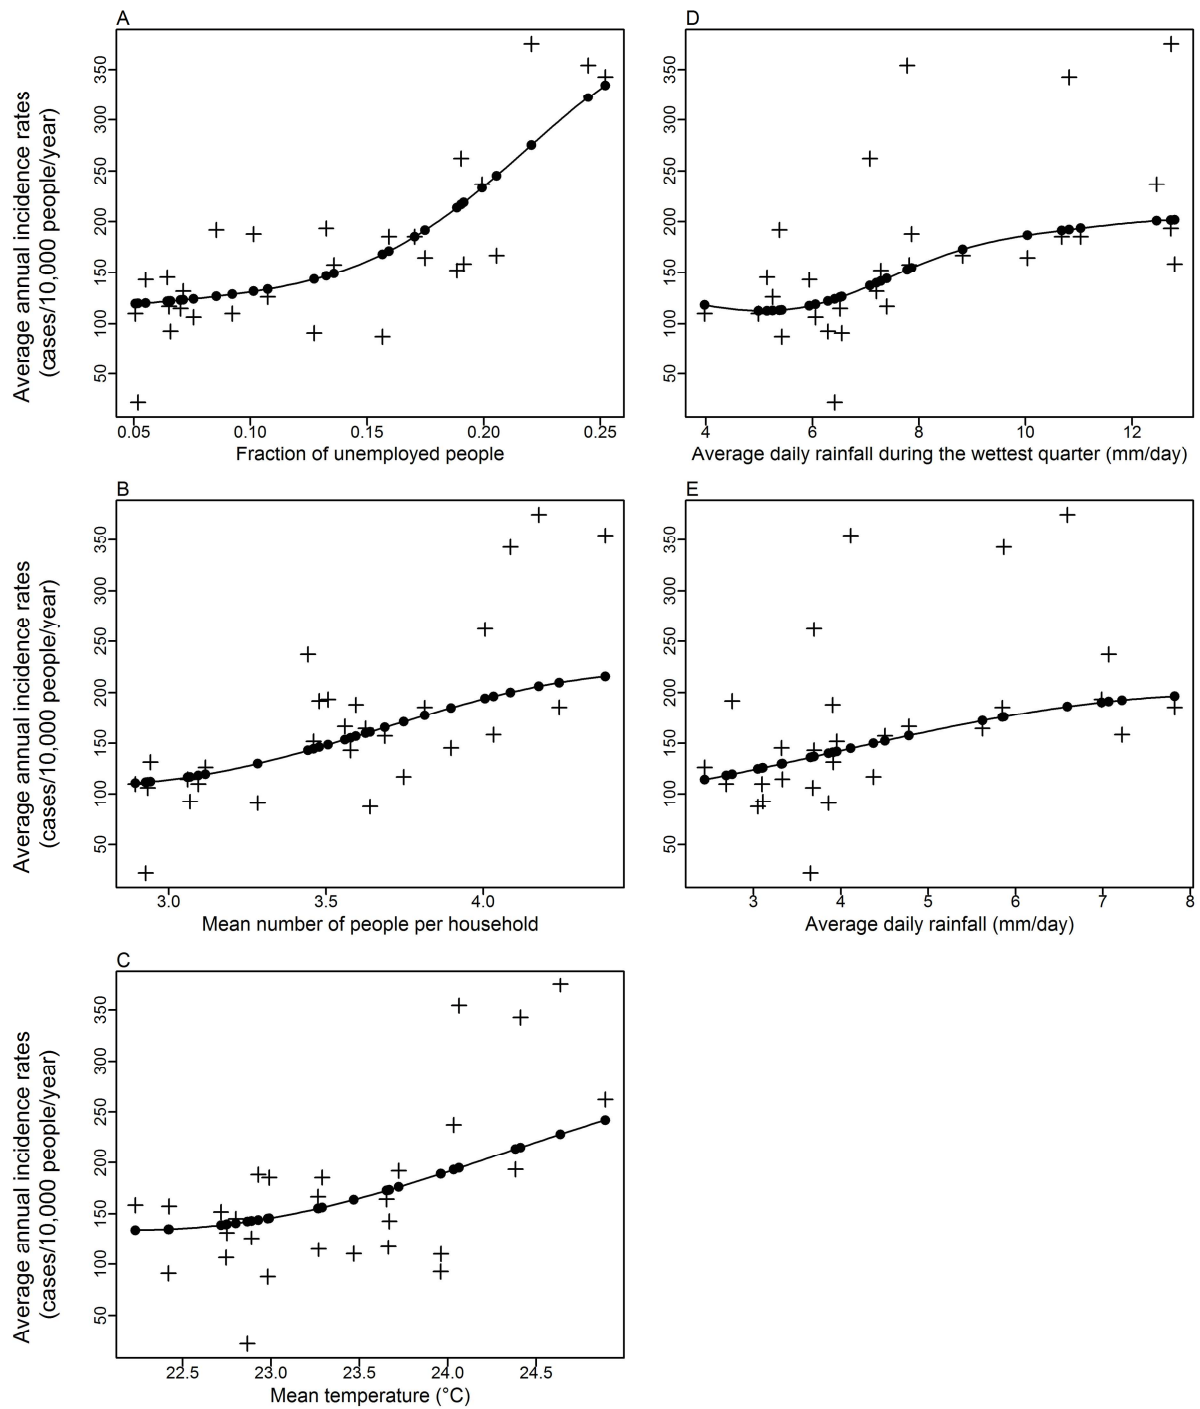 A
Average annual incidence rates
(cases/10,000 people/year)
50 100 150 200 250 300 350
0.05 0.10 0.15 0.20 0.25
Fraction of unemployed people
D
50 100 150 200 250 300 350
4 6 8 10 12
Average daily rainfall during the wettest quarter (mm/day)
B
Average annual incidence rates
(cases/10,000 people/year)
50 100 150 200 250 300 350
3.0 3.5 4.0
Mean number of people per household
E
50 100 150 200 250 300 350
3 4 5 6 7 8
Average daily rainfall (mm/day)
C
Average annual incidence rates
(cases/10,000 people/year)
50 100 150 200 250 300 350
22.5 23.0 23.5 24.0 24.5
Mean temperature (°C)